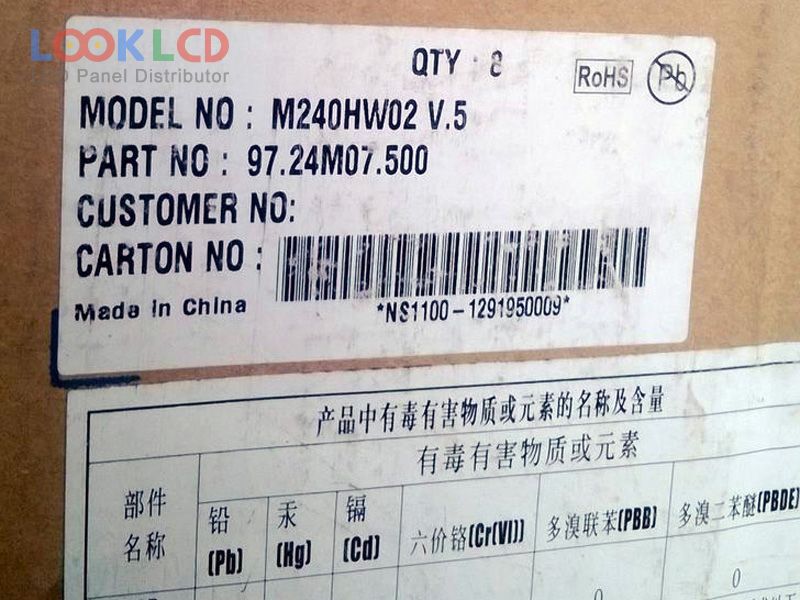 LOOKLCD
LCD Panel Distributor
QTY : 8
RoHS
Pb
MODEL NO : M240HW02 V.5
PART NO : 97.24M07.500
CUSTOMER NO:
CARTON NO :
*NS1100-1291950009*
Made in China
产品中有毒有害物质或元素的名称及含量
有毒有害物质或元素
部件名称
铅(Pb)
汞(Hg)
镉(Cd)
六价铬(Cr(VI))
多溴联苯(PBB)
多溴二苯醚(PBDE)
0
0